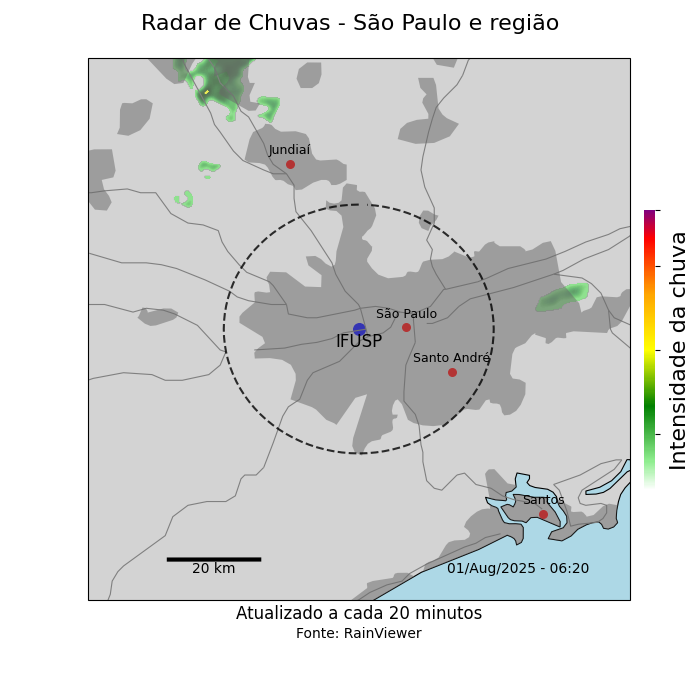 Radar de Chuvas - São Paulo e região
Jundiaí
São Paulo
IFUSP
Santo André
Santos
20 km
01/Aug/2025 - 06:20
Intensidade da chuva
Atualizado a cada 20 minutos
Fonte: RainViewer